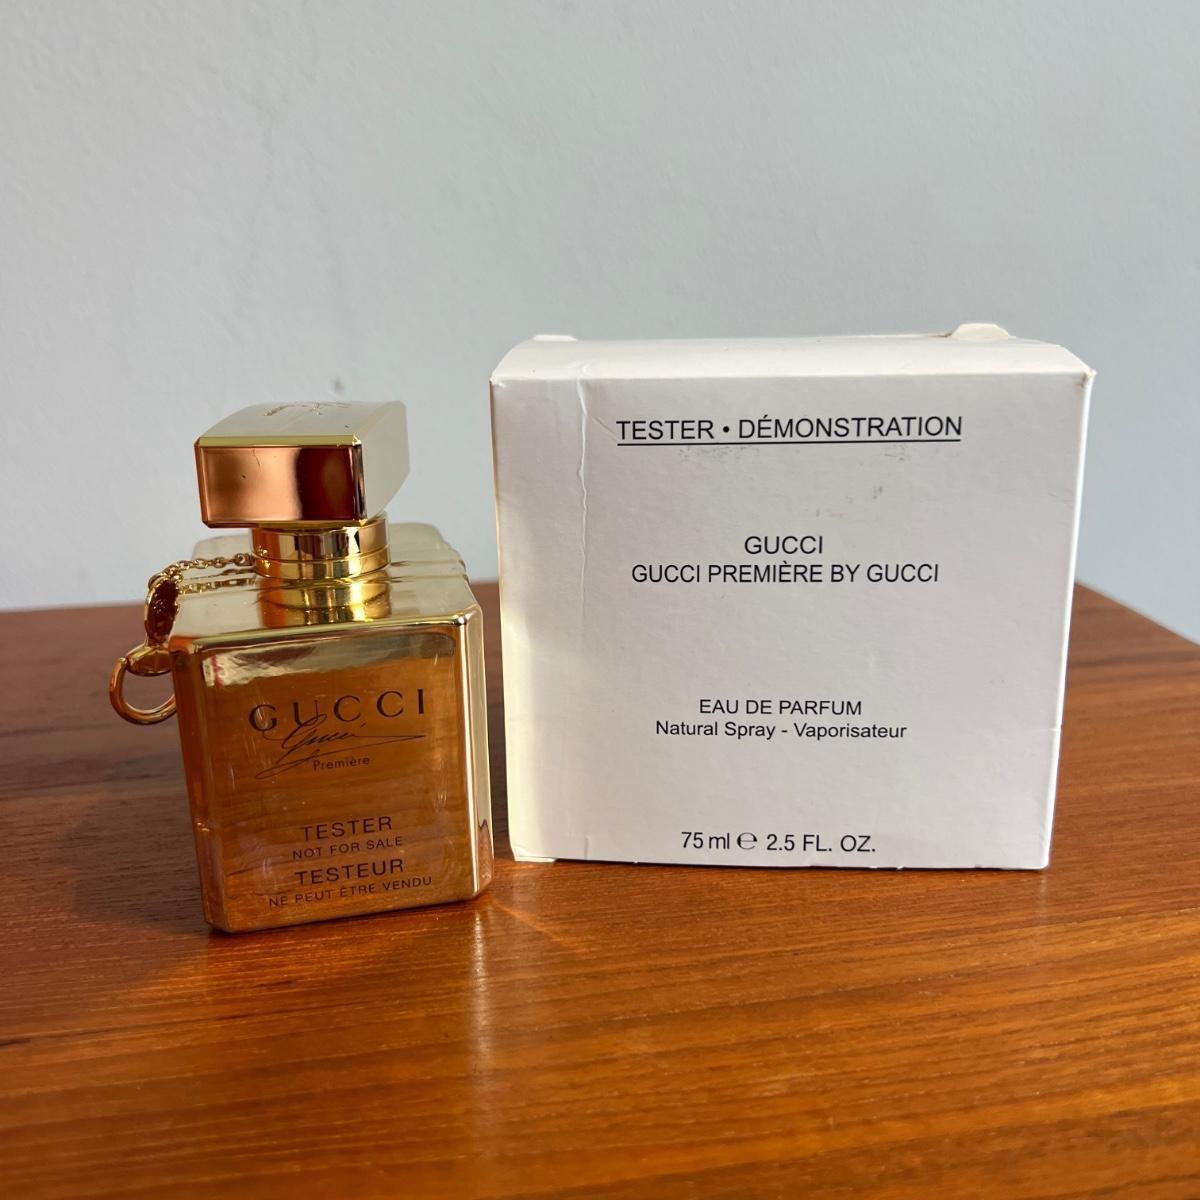 GUCCI
Gucci
Première
TESTER
NOT FOR SALE
TESTEUR
NE PEUT ÊTRE VENDU
TESTER • DÉMONSTRATION
GUCCI
GUCCI PREMIÈRE BY GUCCI
EAU DE PARFUM
Natural Spray - Vaporisateur
75 ml ℮ 2.5 FL. OZ.